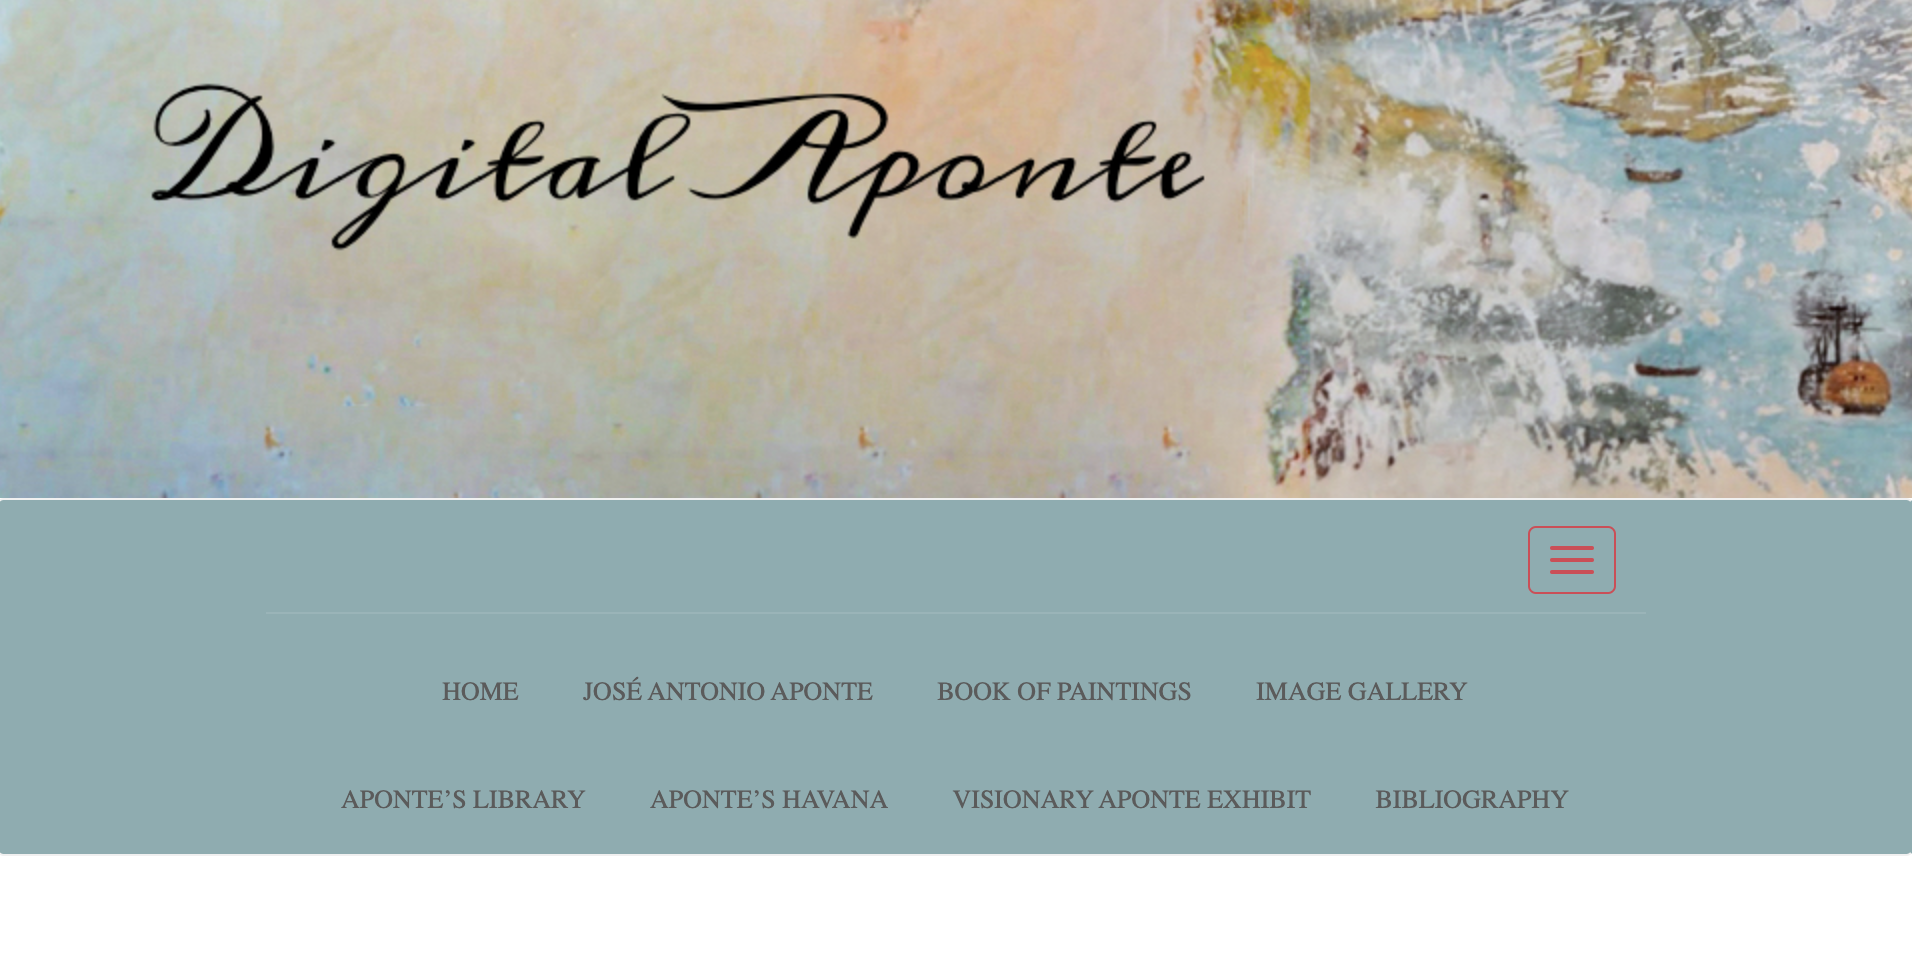 Digital Aponte
HOME JOSÉ ANTONIO APONTE BOOK OF PAINTINGS IMAGE GALLERY
APONTE’S LIBRARY APONTE’S HAVANA VISIONARY APONTE EXHIBIT BIBLIOGRAPHY